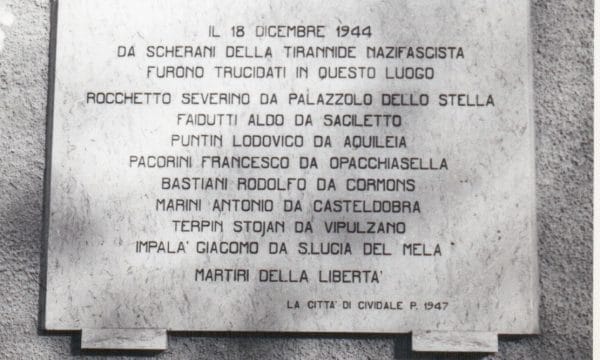 IL 18 DICEMBRE 1944
DA SCHERANI DELLA TIRANNIDE NAZIFASCISTA
FURONO TRUCIDATI IN QUESTO LUOGO
ROCCHETTO SEVERINO DA PALAZZOLO DELLO STELLA
FAIDUTTI ALDO DA SACILETTO
PUNTIN LODOVICO DA AQUILEIA
PACORINI FRANCESCO DA OPACCHIASELLA
BASTIANI RODOLFO DA CORMONS
MARINI ANTONIO DA CASTELDOBRA
TERPIN STOJAN DA VIPULZANO
IMPALA' GIACOMO DA S.LUCIA DEL MELA
MARTIRI DELLA LIBERTA'
LA CITTA' DI CIVIDALE P. 1947